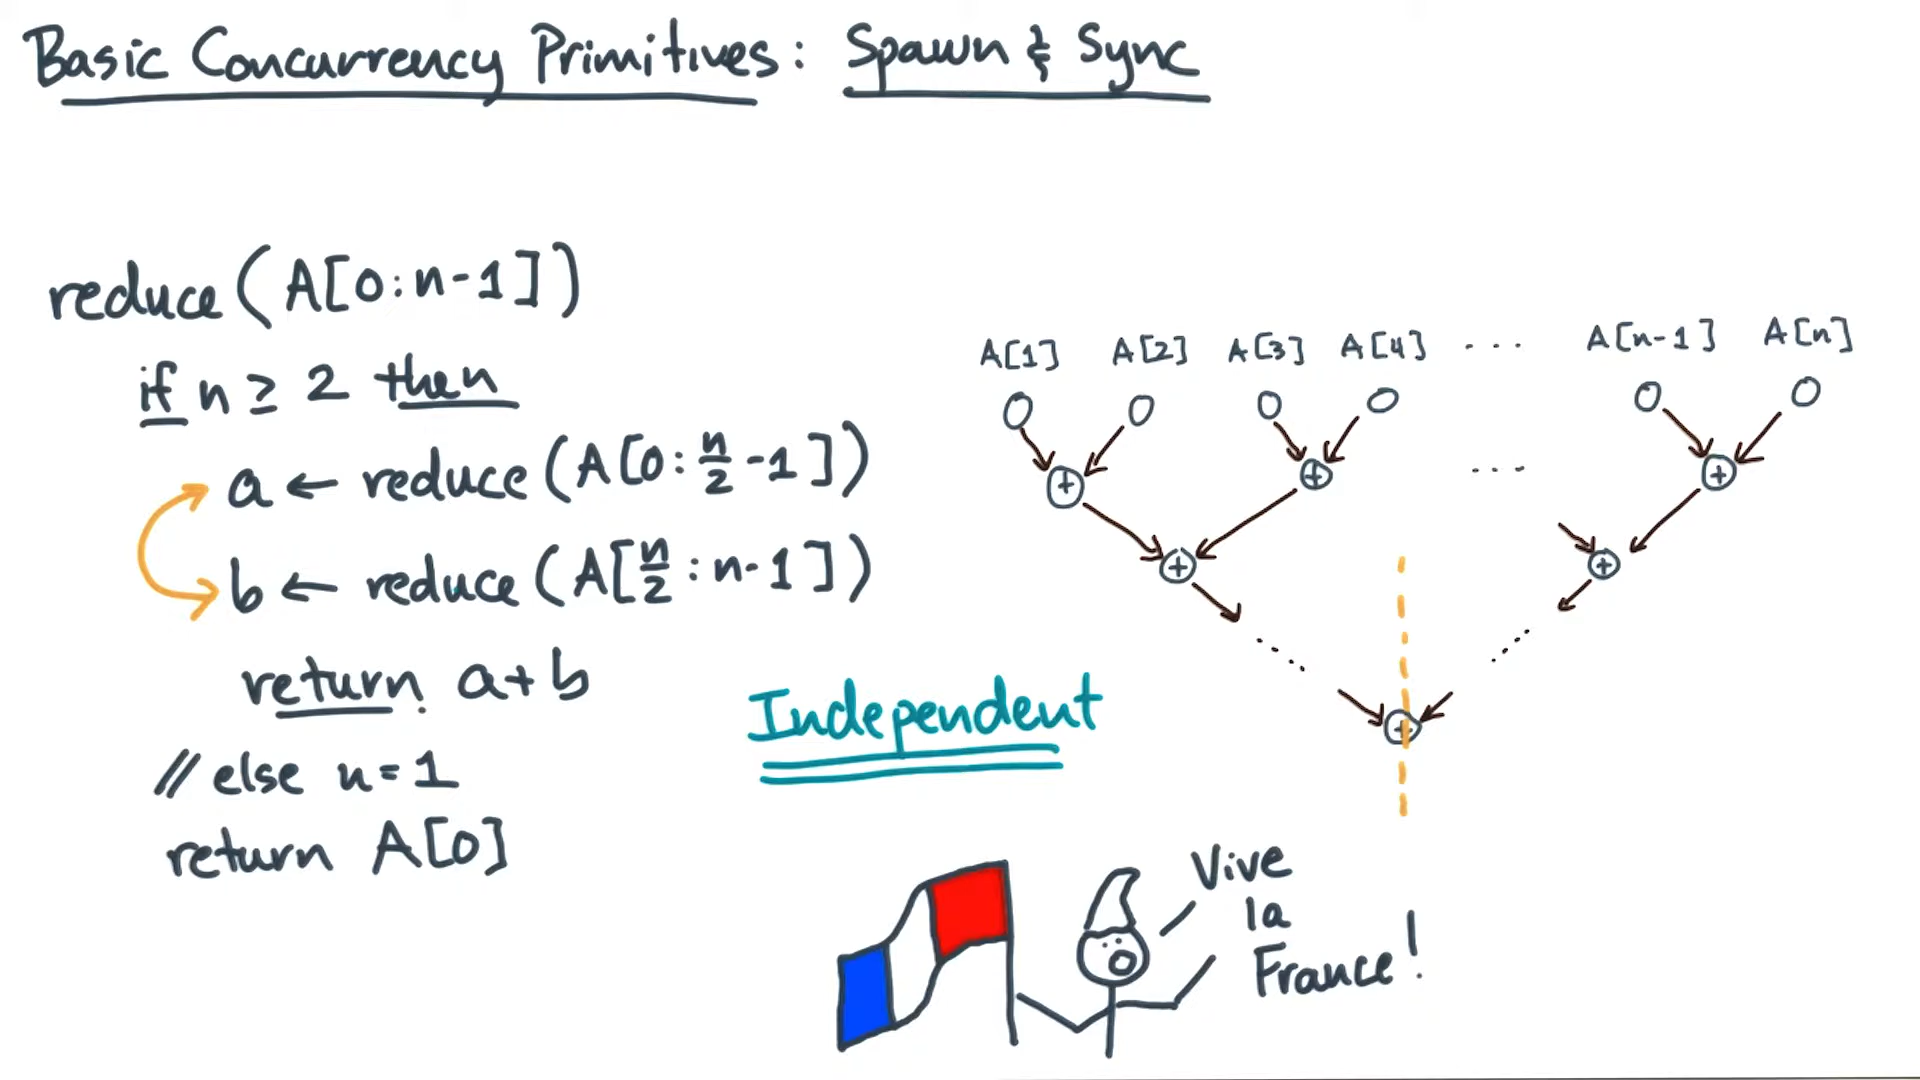 Basic Concurrency Primitives: Spawn & Sync
reduce (A[0:n-1])
if n ≥ 2 then
a ← reduce (A[0:n/2-1])
b ← reduce (A[n/2:n-1])
return a+b
// else n=1
return A[0]
A[1] A[2] A[3] A[4] ... A[n-1] A[n]
+ + ... +
+ +
+
Independent
Vive
la
France!